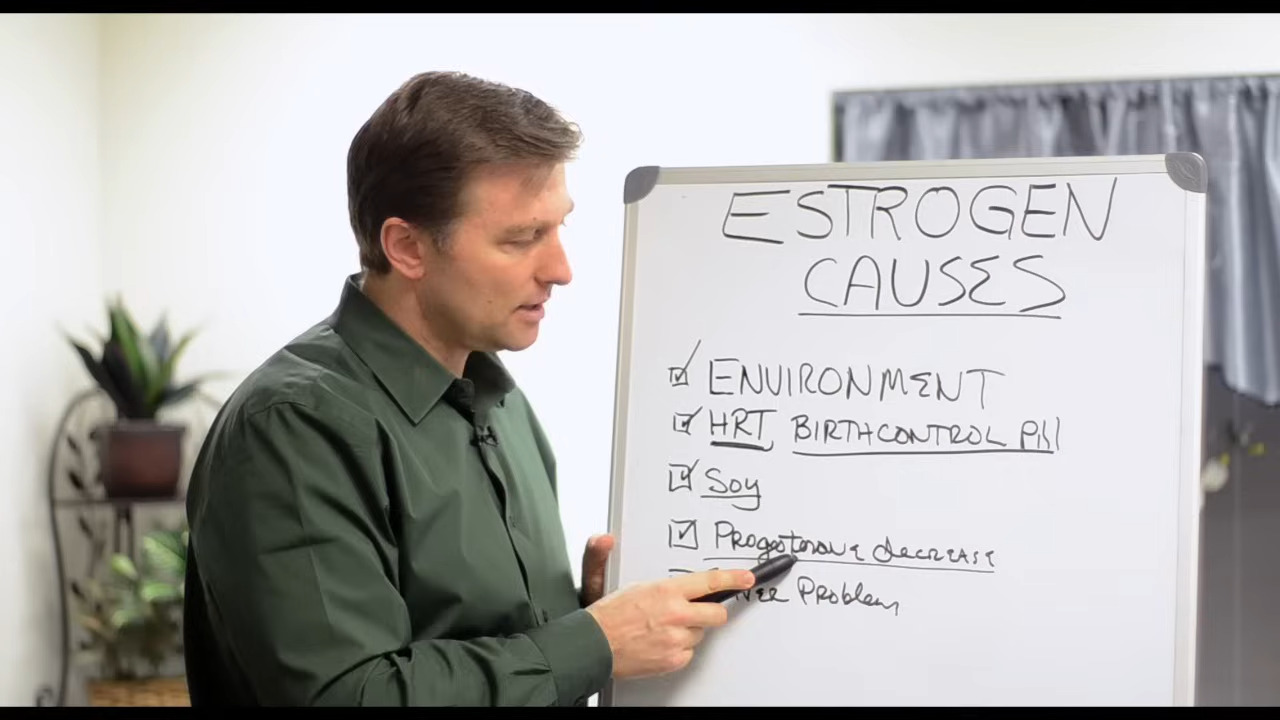 ESTROGEN
CAUSES
ENVIRONMENT
HRT BIRTHCONTROL Pill
Soy
Progesterone decrease
Problem